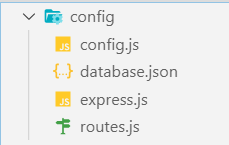 config
JS config.js
{...} database.json
JS express.js
routes.js